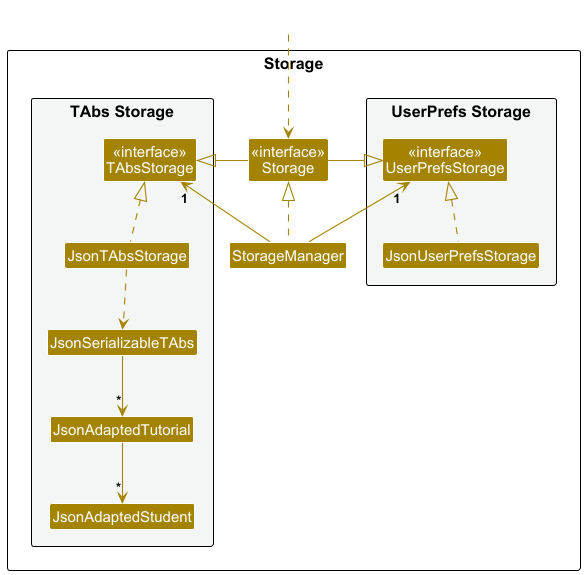 Storage
TAbs Storage
UserPrefs Storage
«interface»
TAbsStorage
«interface»
Storage
«interface»
UserPrefsStorage
1
1
JsonTAbsStorage
StorageManager
JsonUserPrefsStorage
JsonSerializableTAbs
*
JsonAdaptedTutorial
*
JsonAdaptedStudent